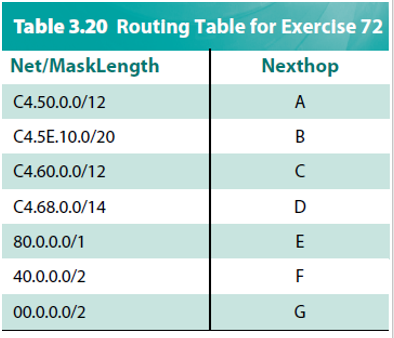 Table 3.20 Routing Table for Exercise 72
Net/MaskLength Nexthop
C4.50.0.0/12 A
C4.5E.10.0/20 B
C4.60.0.0/12 C
C4.68.0.0/14 D
80.0.0.0/1 E
40.0.0.0/2 F
00.0.0.0/2 G